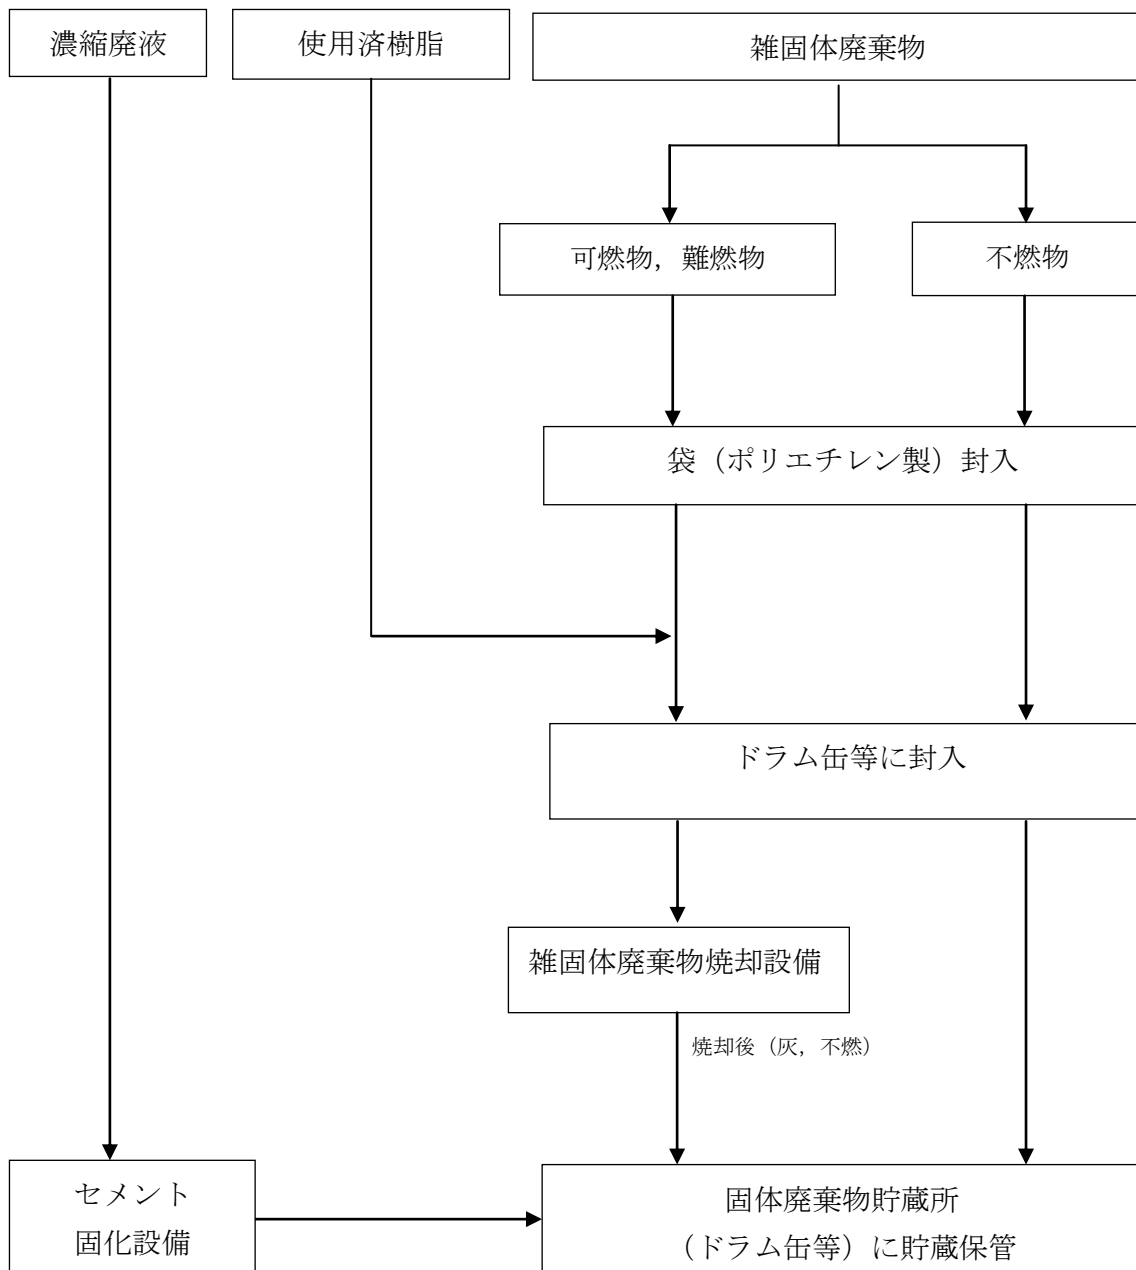 濃縮廃液
使用済樹脂
雑固体廃棄物
可燃物，難燃物
不燃物
袋（ポリエチレン製）封入
ドラム缶等に封入
雑固体廃棄物焼却設備
焼却後（灰，不燃）
セメント
固化設備
固体廃棄物貯蔵所
（ドラム缶等）に貯蔵保管